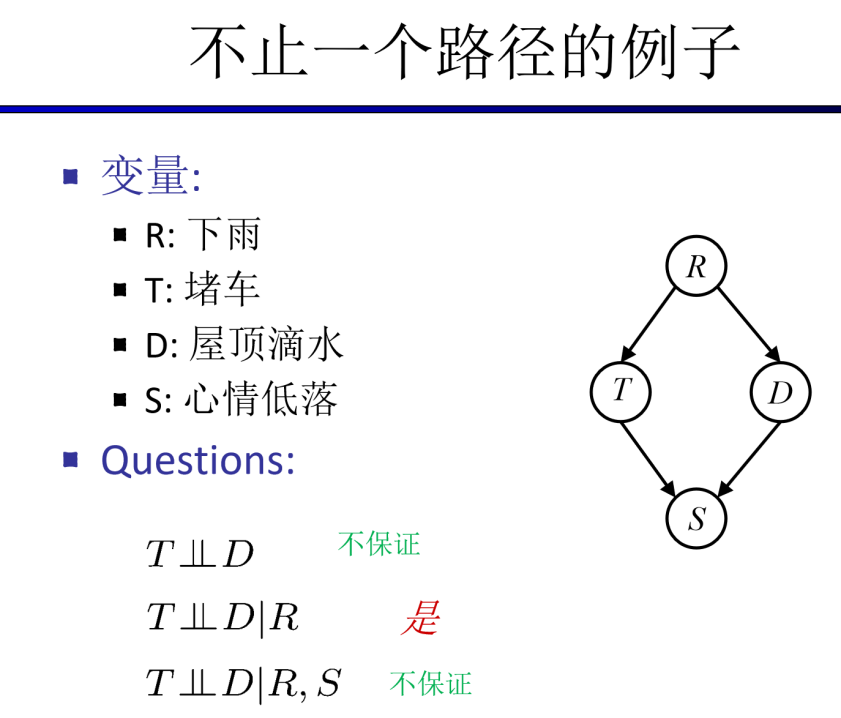 不止一个路径的例子
变量:
R: 下雨
T: 堵车
D: 屋顶滴水
S: 心情低落
Questions:
T ⫫ D 不保证
T ⫫ D|R 是
T ⫫ D|R, S 不保证
R
T
D
S